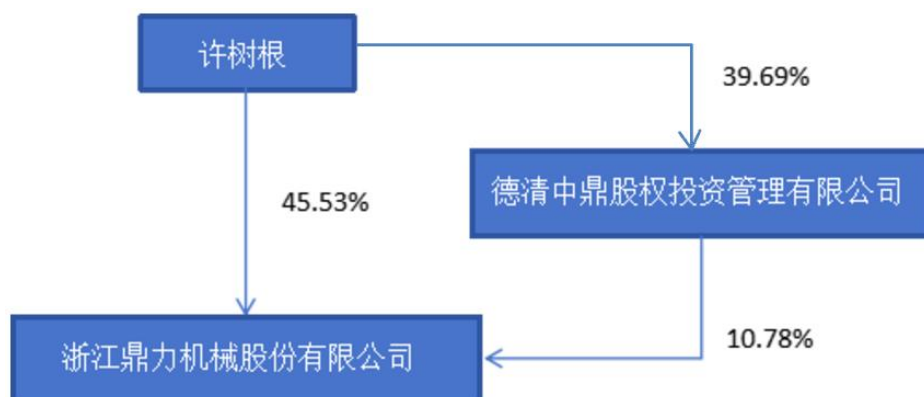 许树根
39.69%
德清中鼎股权投资管理有限公司
45.53%
浙江鼎力机械股份有限公司
10.78%